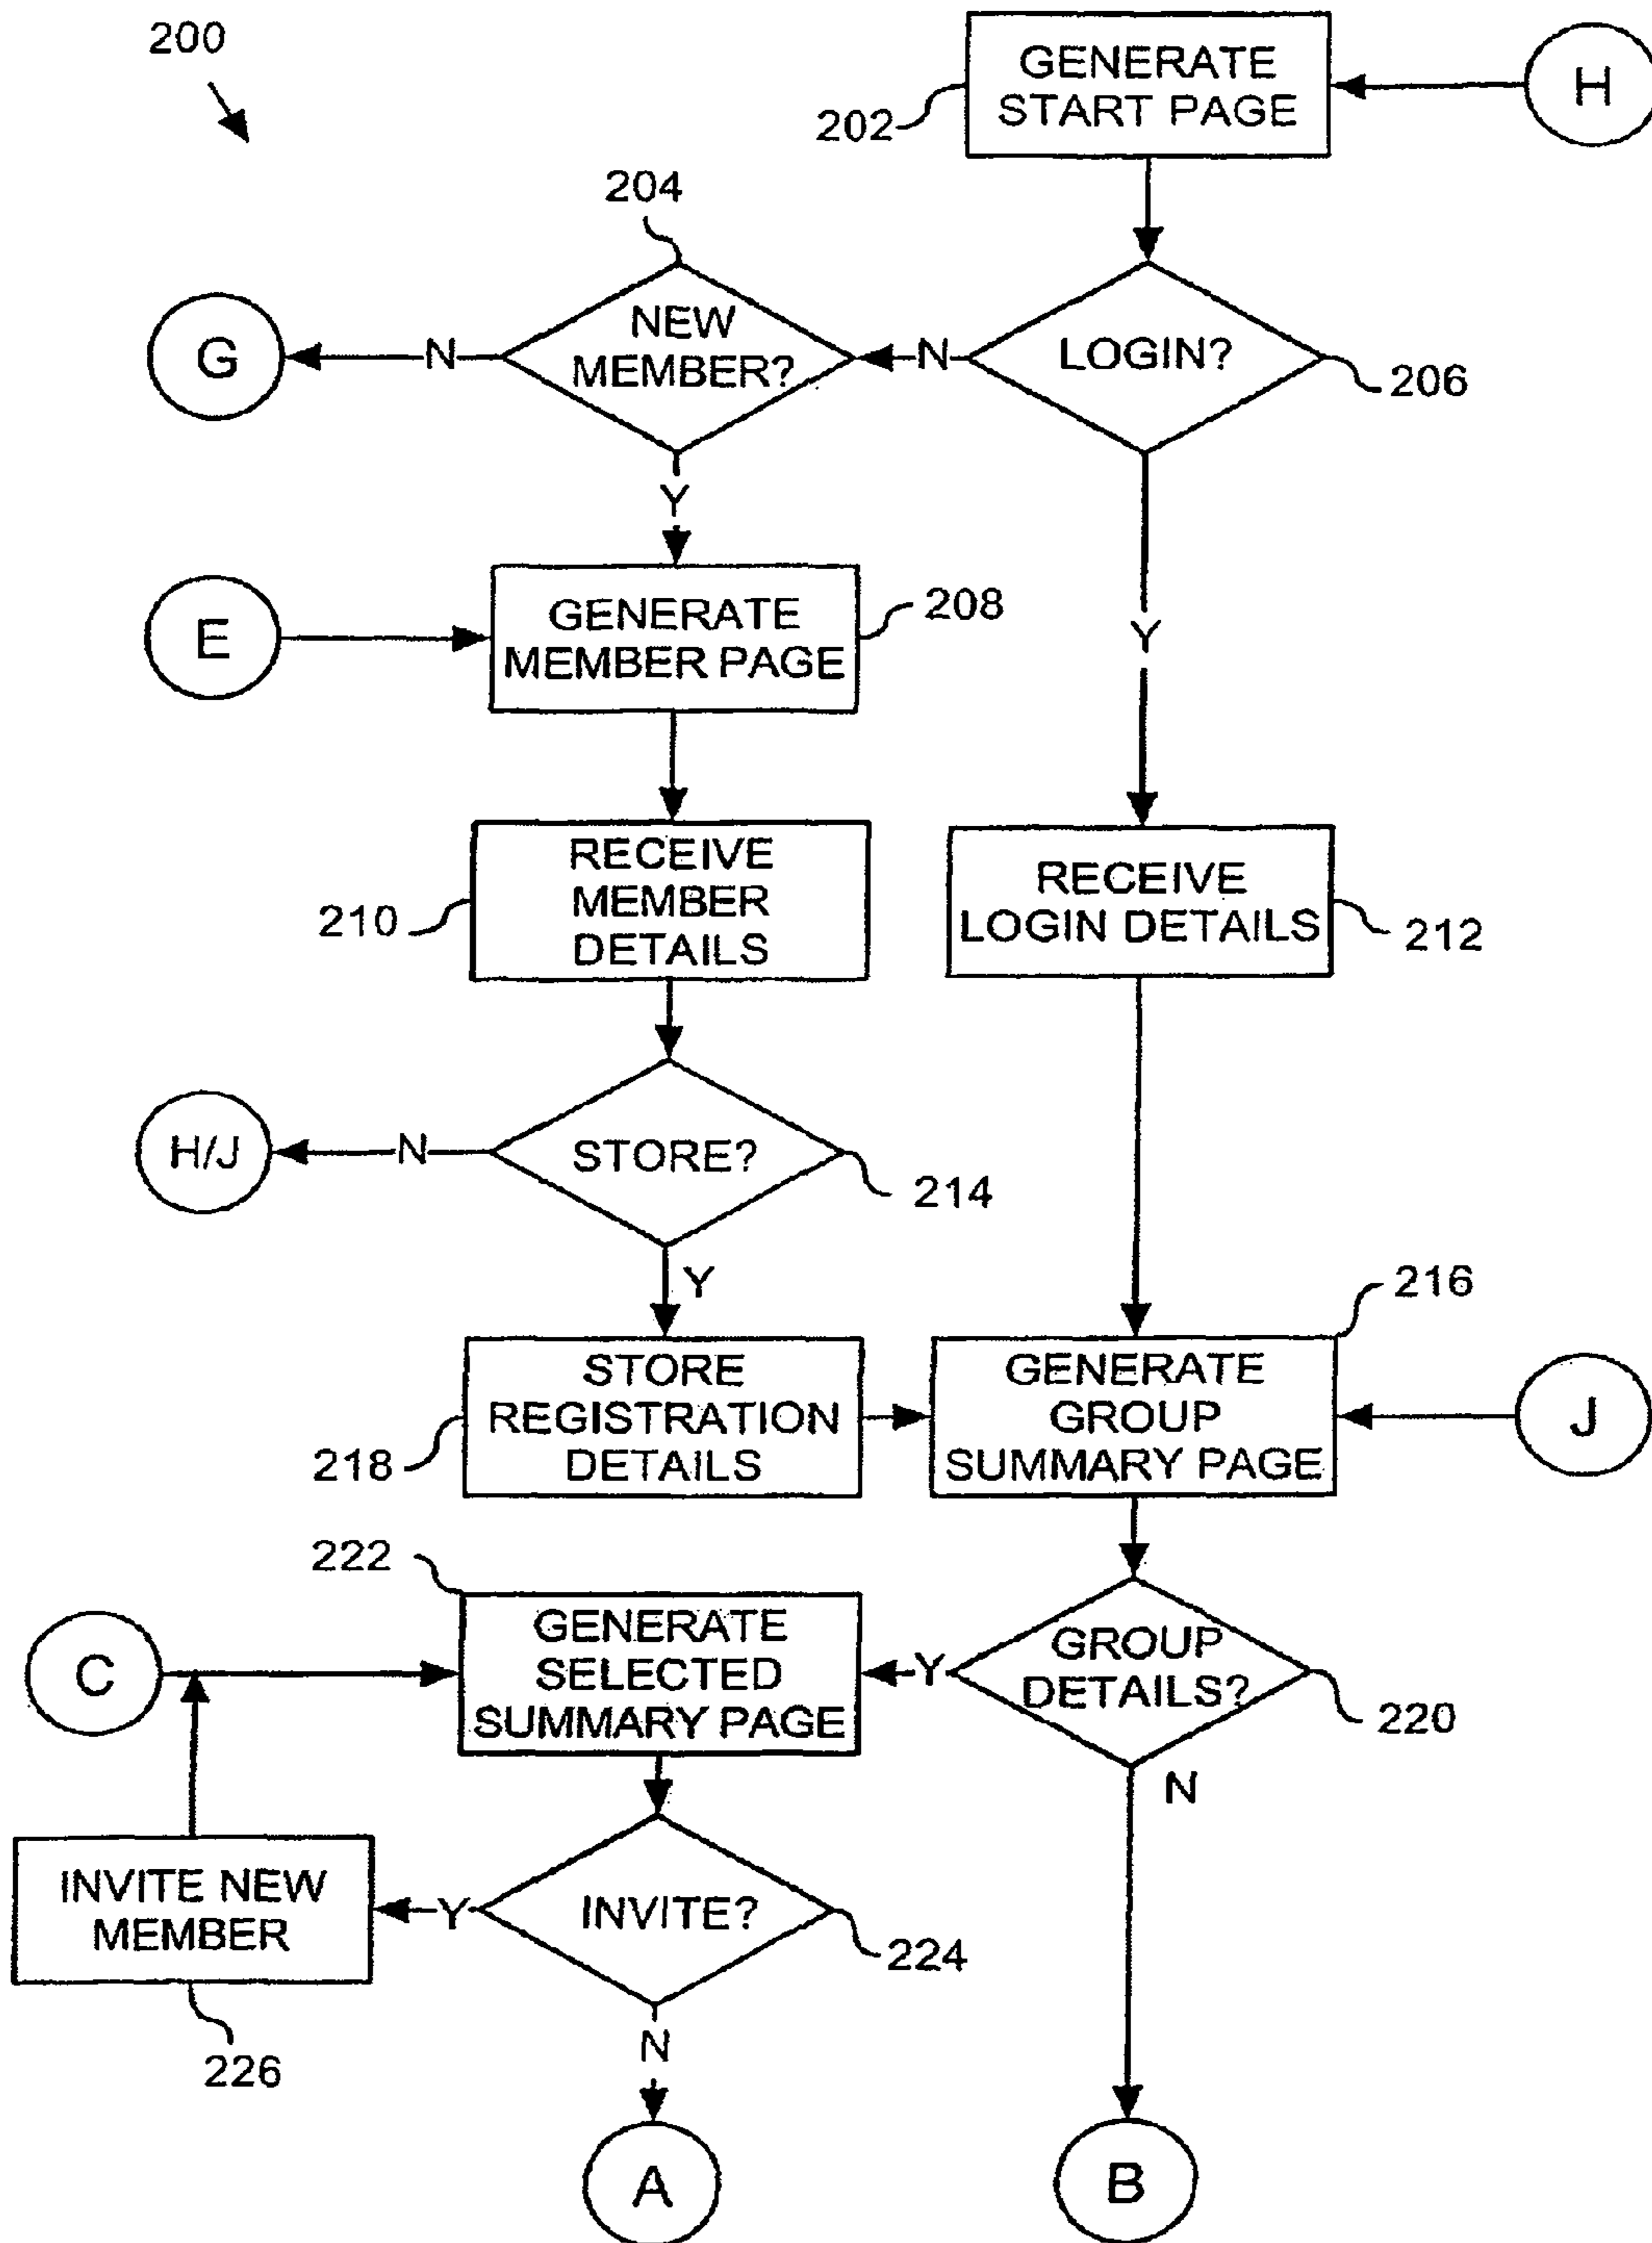 200
GENERATE
START PAGE
H
202
204
NEW
MEMBER?
LOGIN?
G
N
N
206
Y
Y
E
GENERATE
MEMBER PAGE
208
RECEIVE
MEMBER
DETAILS
210
RECEIVE
LOGIN DETAILS
212
H/J
N
STORE?
214
Y
216
STORE
REGISTRATION
DETAILS
218
GENERATE
GROUP
SUMMARY PAGE
J
222
C
GENERATE
SELECTED
SUMMARY PAGE
Y
GROUP
DETAILS?
220
N
INVITE NEW
MEMBER
Y
INVITE?
224
226
N
A
B